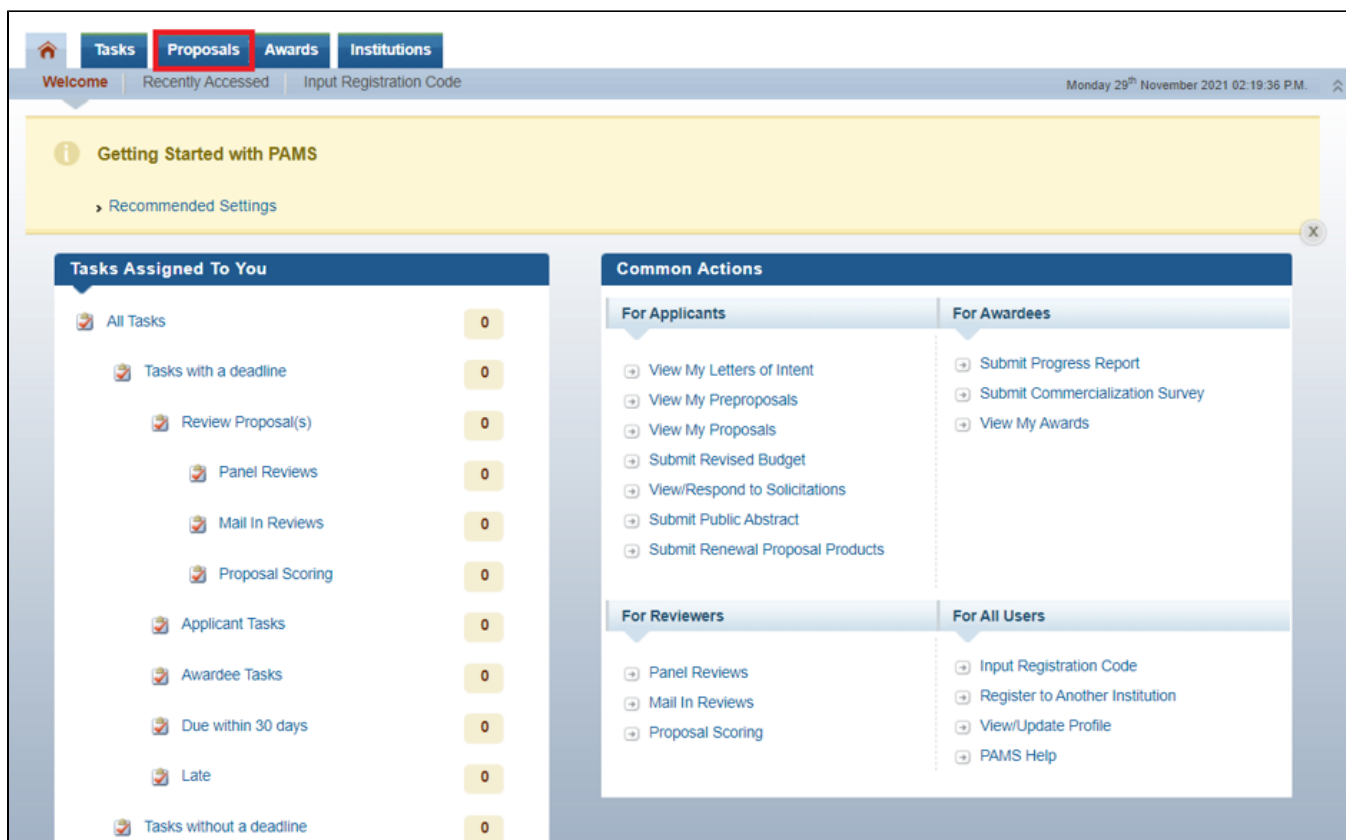 Tasks Proposals Awards Institutions
Welcome Recently Accessed Input Registration Code Monday 29th November 2021 02:19:36 P.M.
i Getting Started with PAMS
Recommended Settings
X
Tasks Assigned To You
All Tasks 0
Tasks with a deadline 0
Review Proposal(s) 0
Panel Reviews 0
Mail In Reviews 0
Proposal Scoring 0
Applicant Tasks 0
Awardee Tasks 0
Due within 30 days 0
Late 0
Tasks without a deadline 0
Common Actions
For Applicants
View My Letters of Intent
View My Preproposals
View My Proposals
Submit Revised Budget
View/Respond to Solicitations
Submit Public Abstract
Submit Renewal Proposal Products
For Awardees
Submit Progress Report
Submit Commercialization Survey
View My Awards
For Reviewers
Panel Reviews
Mail In Reviews
Proposal Scoring
For All Users
Input Registration Code
Register to Another Institution
View/Update Profile
PAMS Help